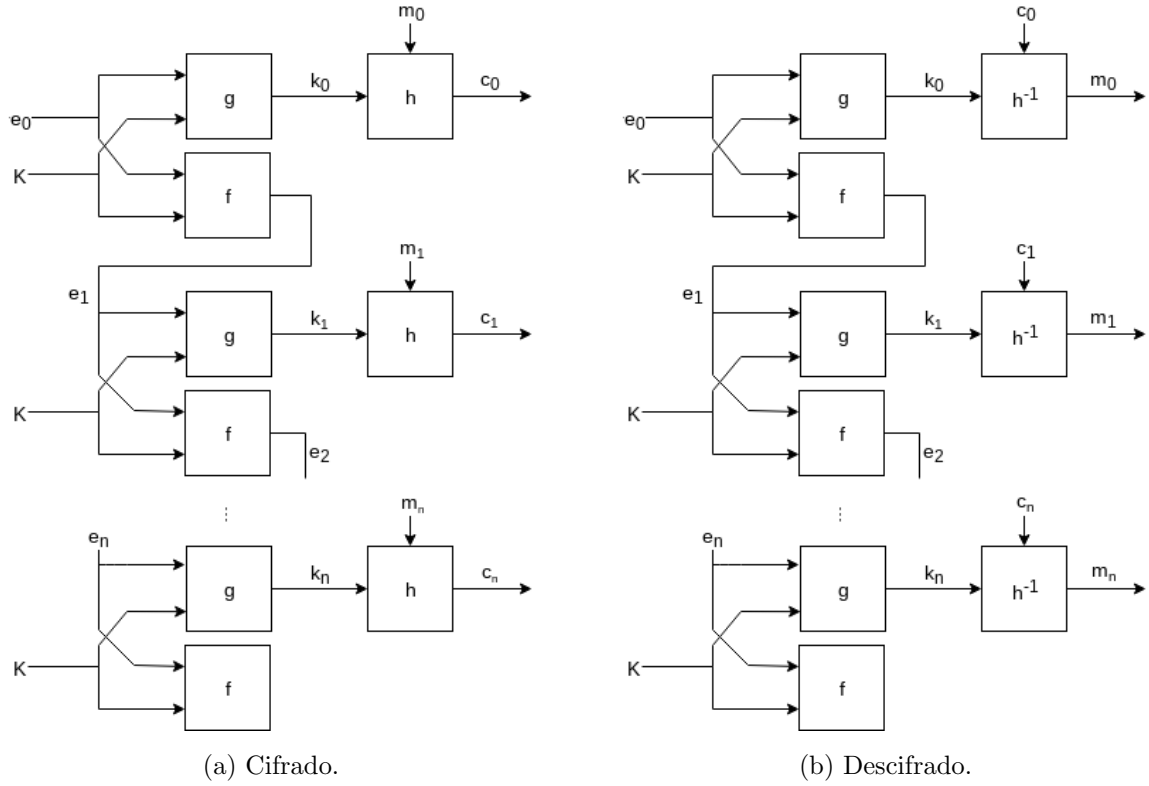 m0
e0
g
k0
h
c0
K
f
m1
e1
g
k1
h
c1
K
f
e2
mn
en
g
kn
h
cn
K
f
(a) Cifrado.
c0
e0
g
k0
h-1
m0
K
f
c1
e1
g
k1
h-1
m1
K
f
e2
cn
en
g
kn
h-1
mn
K
f
(b) Descifrado.